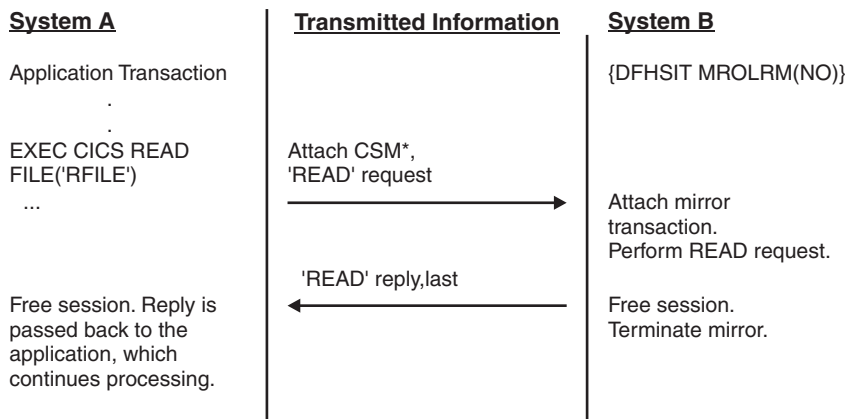 System A
Transmitted Information
System B
Application Transaction
{DFHSIT MROLRM(NO)}
.
.
EXEC CICS READ
FILE('RFILE')
...
Attach CSM*,
'READ' request
Attach mirror
transaction.
Perform READ request.
'READ' reply,last
Free session. Reply is
passed back to the
application, which
continues processing.
Free session.
Terminate mirror.